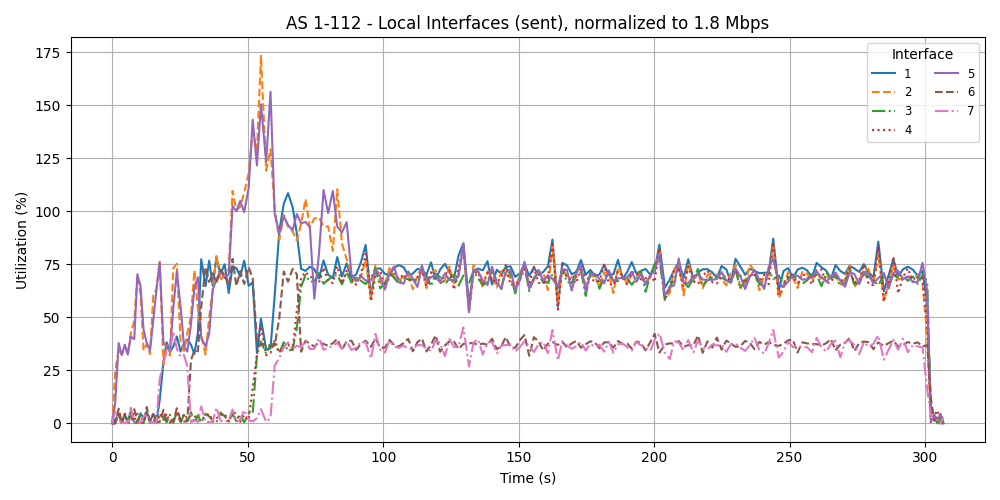 AS 1-112 - Local Interfaces (sent), normalized to 1.8 Mbps
Utilization (%)
175
150
125
100
75
50
25
0
0 50 100 150 200 250 300
Time (s)
Interface
1 5
2 6
3 7
4